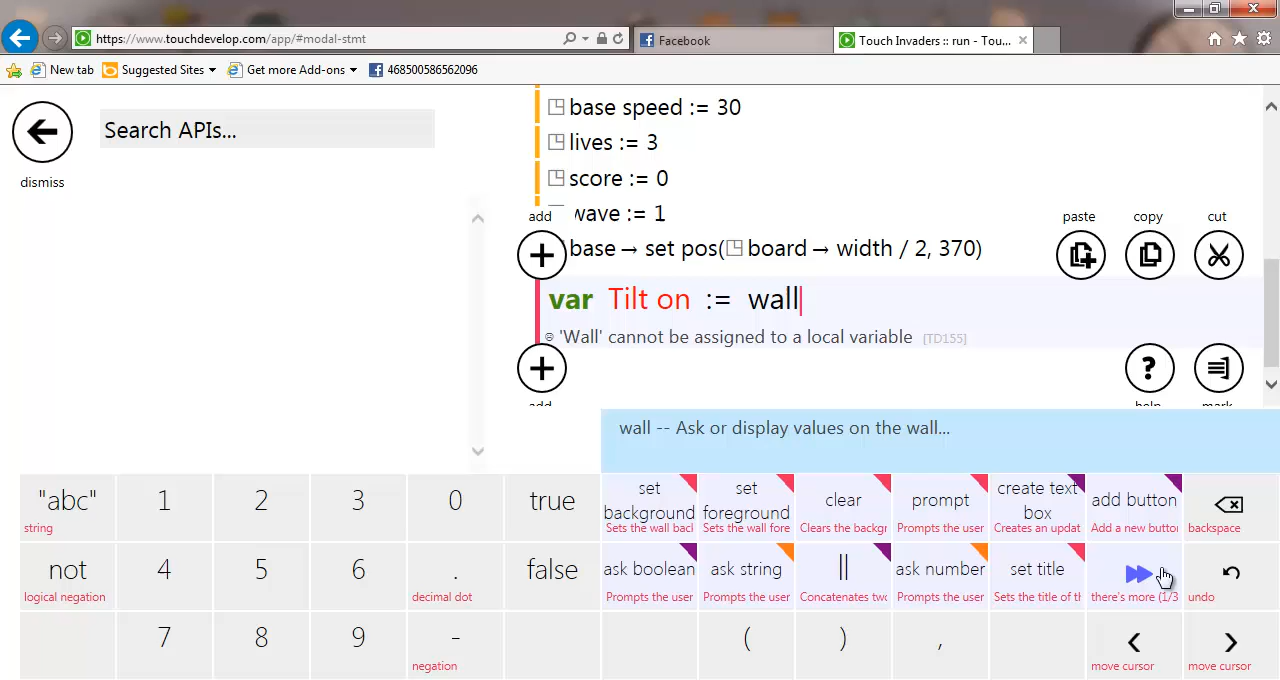 https://www.touchdevelop.com/app/#modal-stmt
Facebook
Touch Invaders :: run - Tou...
New tab
Suggested Sites
Get more Add-ons
468500586562096
Search APIs...
dismiss
base speed := 30
lives := 3
score := 0
wave := 1
base → set pos(board → width / 2, 370)
var Tilt on := wall
'Wall' cannot be assigned to a local variable [TD155]
add
add
paste
copy
cut
help
mark
wall -- Ask or display values on the wall...
"abc"
string
1
2
3
0
true
set background
Sets the wall backg
set foreground
Sets the wall fore
clear
Clears the backgr
prompt
Prompts the user
create text box
Creates an updat
add button
Add a new button
backspace
not
logical negation
4
5
6
.
decimal dot
false
ask boolean
Prompts the user
ask string
Prompts the user
||
Concatenates two
ask number
Prompts the user
set title
Sets the title of th
there's more (1/3
undo
7
8
9
-
negation
(
)
,
move cursor
move cursor